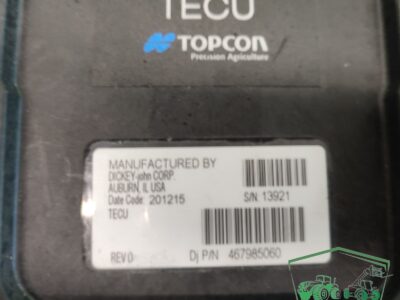 TECU
TOPCON
Precision Agriculture
MANUFACTURED BY
DICKEY-john CORP.
AUBURN, IL USA
Date Code: 201215
S/N: 13921
TECU
REV 0
Dj P/N 467985060